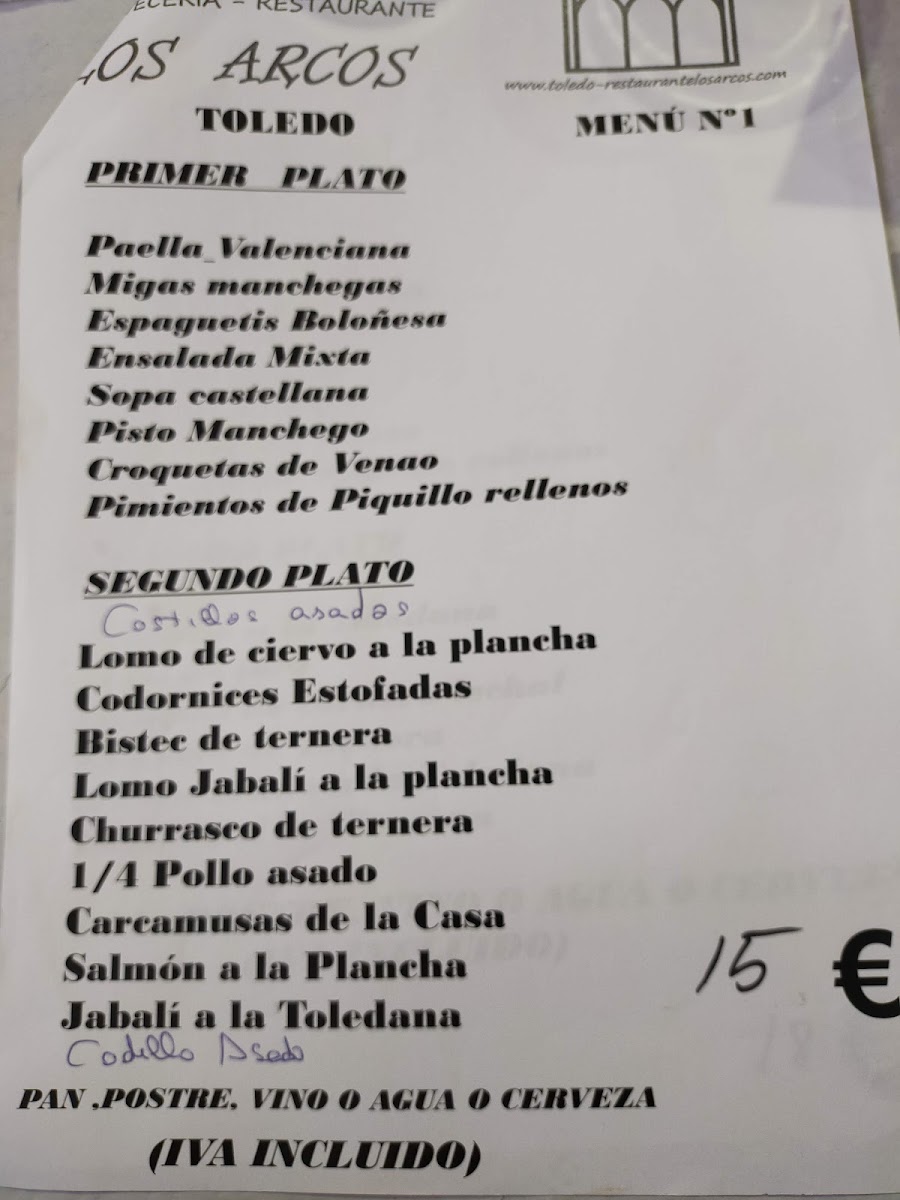 RESTAURANTE
LOS ARCOS
www.toledo-restaurantelosarcos.com
TOLEDO
MENÚ Nº1
PRIMER PLATO
Paella Valenciana
Migas manchegas
Espaguetis Boloñesa
Ensalada Mixta
Sopa castellana
Pisto Manchego
Croquetas de Venao
Pimientos de Piquillo rellenos
SEGUNDO PLATO
Costillas asadas
Lomo de ciervo a la plancha
Codornices Estofadas
Bistec de ternera
Lomo Jabalí a la plancha
Churrasco de ternera
1/4 Pollo asado
Carcamusas de la Casa
Salmón a la Plancha
Jabalí a la Toledana
15 €
Codillo Asado
PAN ,POSTRE, VINO O AGUA O CERVEZA
(IVA INCLUIDO)